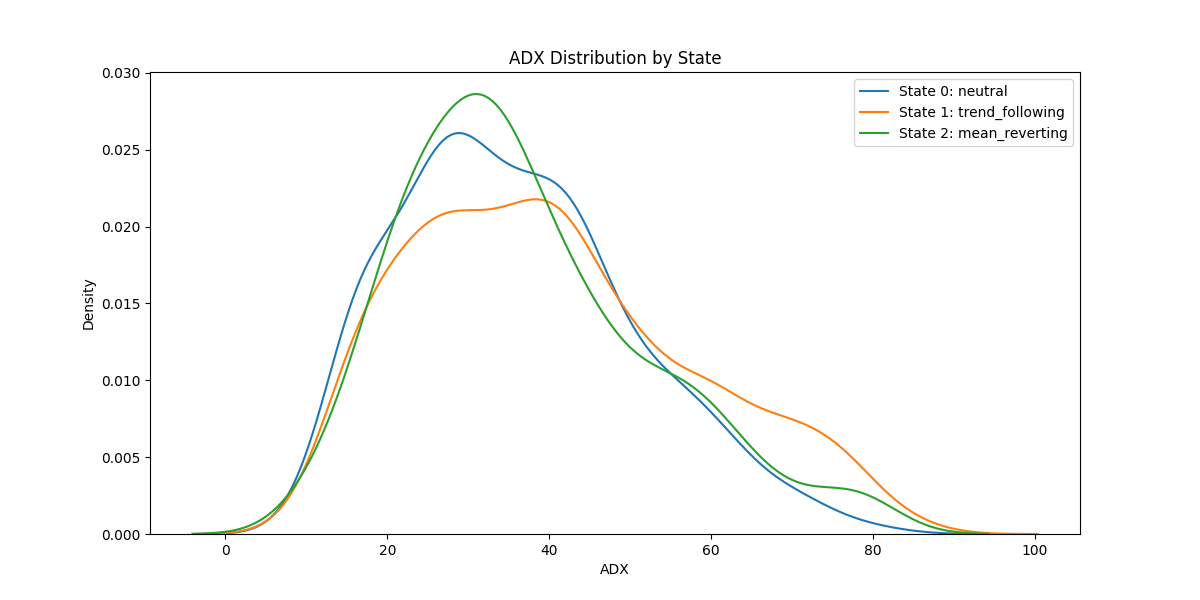 ADX Distribution by State
State 0: neutral
State 1: trend_following
State 2: mean_reverting
Density
0.030
0.025
0.020
0.015
0.010
0.005
0.000
0 20 40 60 80 100
ADX